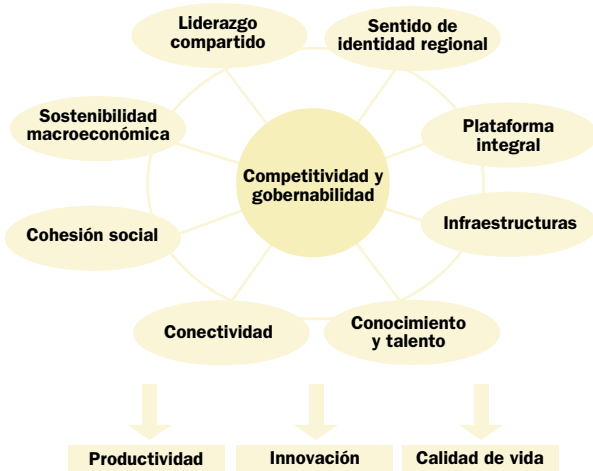 Liderazgo
compartido
Sentido de
identidad regional
Sostenibilidad
macroeconómica
Plataforma
integral
Competitividad y
gobernabilidad
Cohesión social
Infraestructuras
Conectividad
Conocimiento
y talento
Productividad
Innovación
Calidad de vida